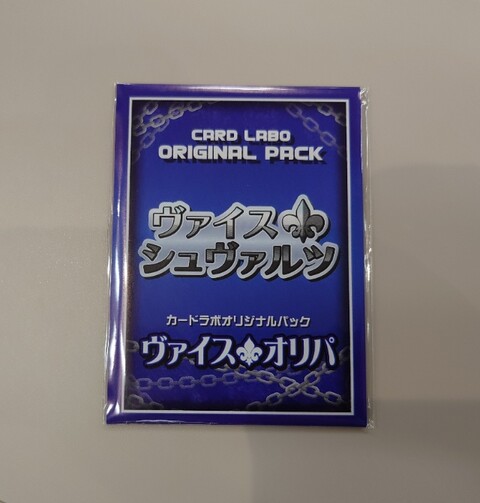 CARD LABO
ORIGINAL PACK
ヴァイス
シュヴァルツ
カードラボオリジナルパック
ヴァイス オリパ